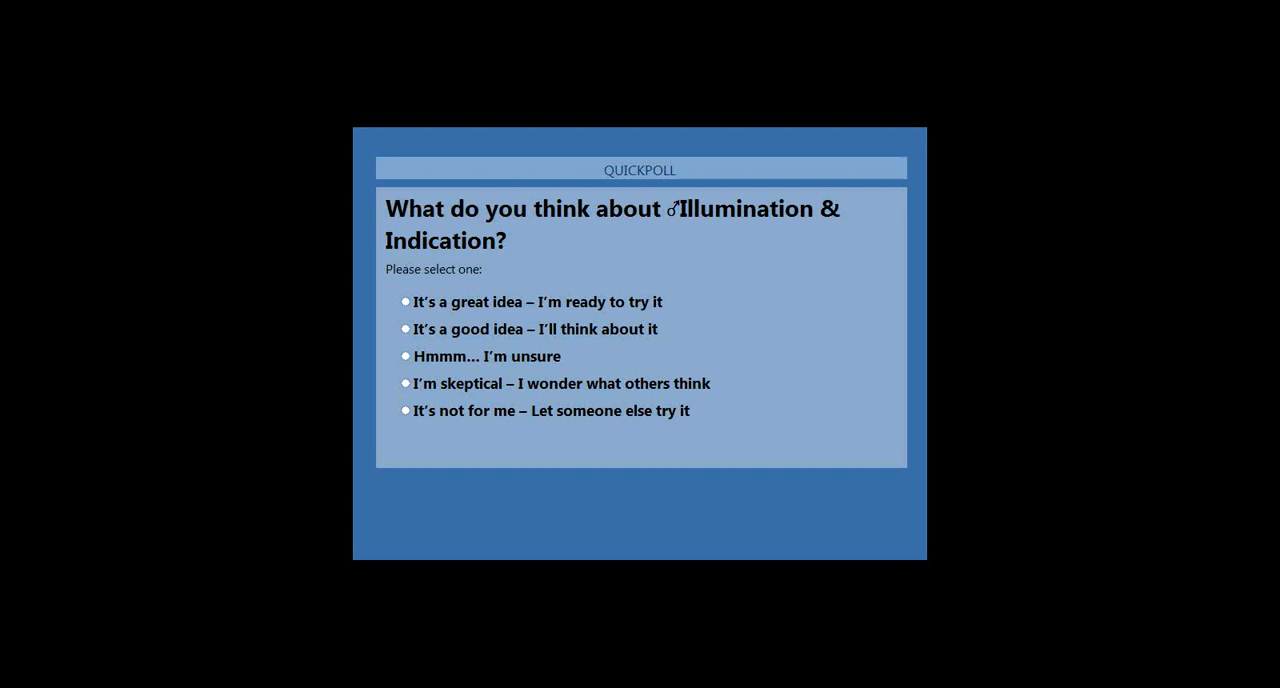 QUICKPOLL
What do you think about ♂Illumination &
Indication?
Please select one:
It’s a great idea – I’m ready to try it
It’s a good idea – I’ll think about it
Hmmm... I’m unsure
I’m skeptical – I wonder what others think
It’s not for me – Let someone else try it